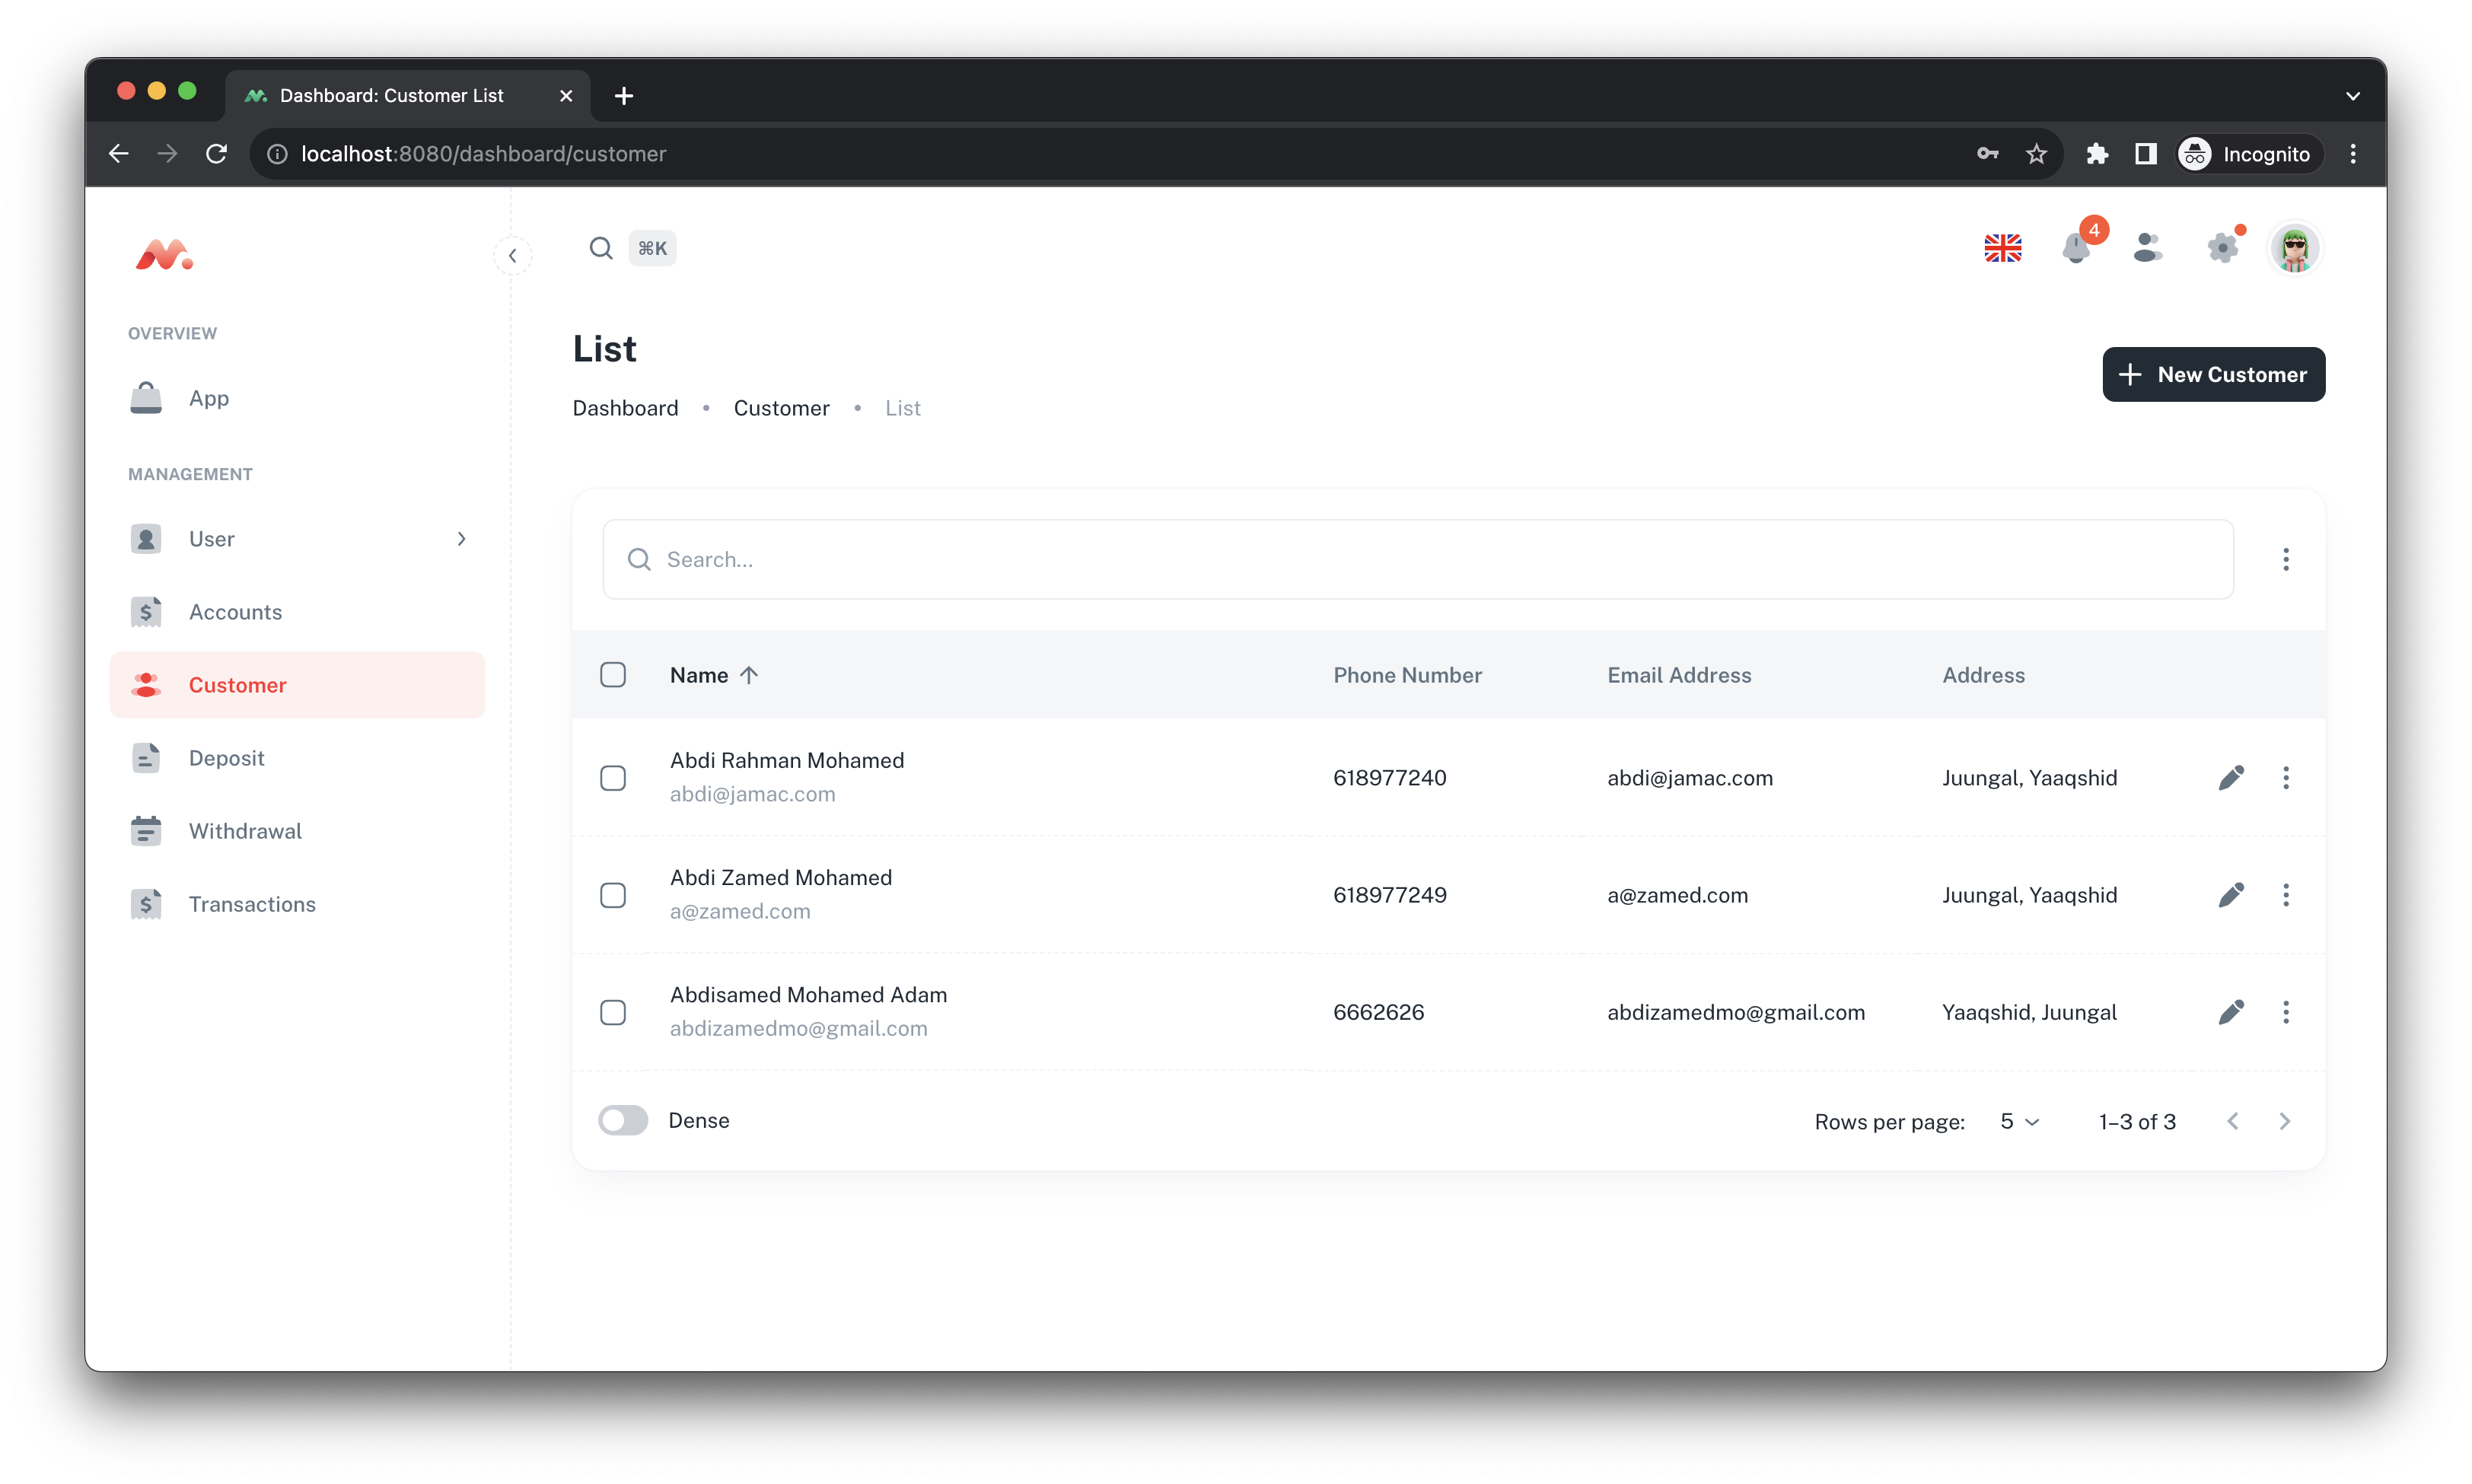 Dashboard: Customer List
localhost:8080/dashboard/customer
Incognito
⌘K
4
OVERVIEW
App
MANAGEMENT
User
Accounts
Customer
Deposit
Withdrawal
Transactions
List
Dashboard • Customer • List
New Customer
Search...
Name Phone Number Email Address Address
Abdi Rahman Mohamed
abdi@jamac.com
618977240 abdi@jamac.com Juungal, Yaaqshid
Abdi Zamed Mohamed
a@zamed.com
618977249 a@zamed.com Juungal, Yaaqshid
Abdisamed Mohamed Adam
abdizamedmo@gmail.com
6662626 abdizamedmo@gmail.com Yaaqshid, Juungal
Dense
Rows per page: 5 1–3 of 3